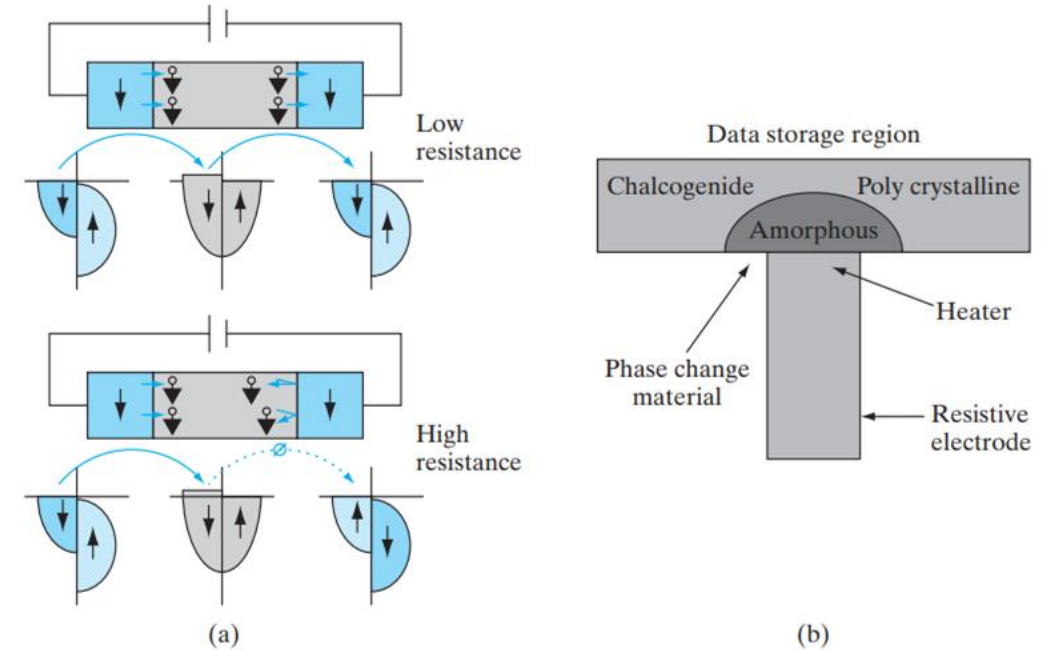 Low
resistance
High
resistance
(a)
Data storage region
Chalcogenide
Poly crystalline
Amorphous
Heater
Phase change
material
Resistive
electrode
(b)